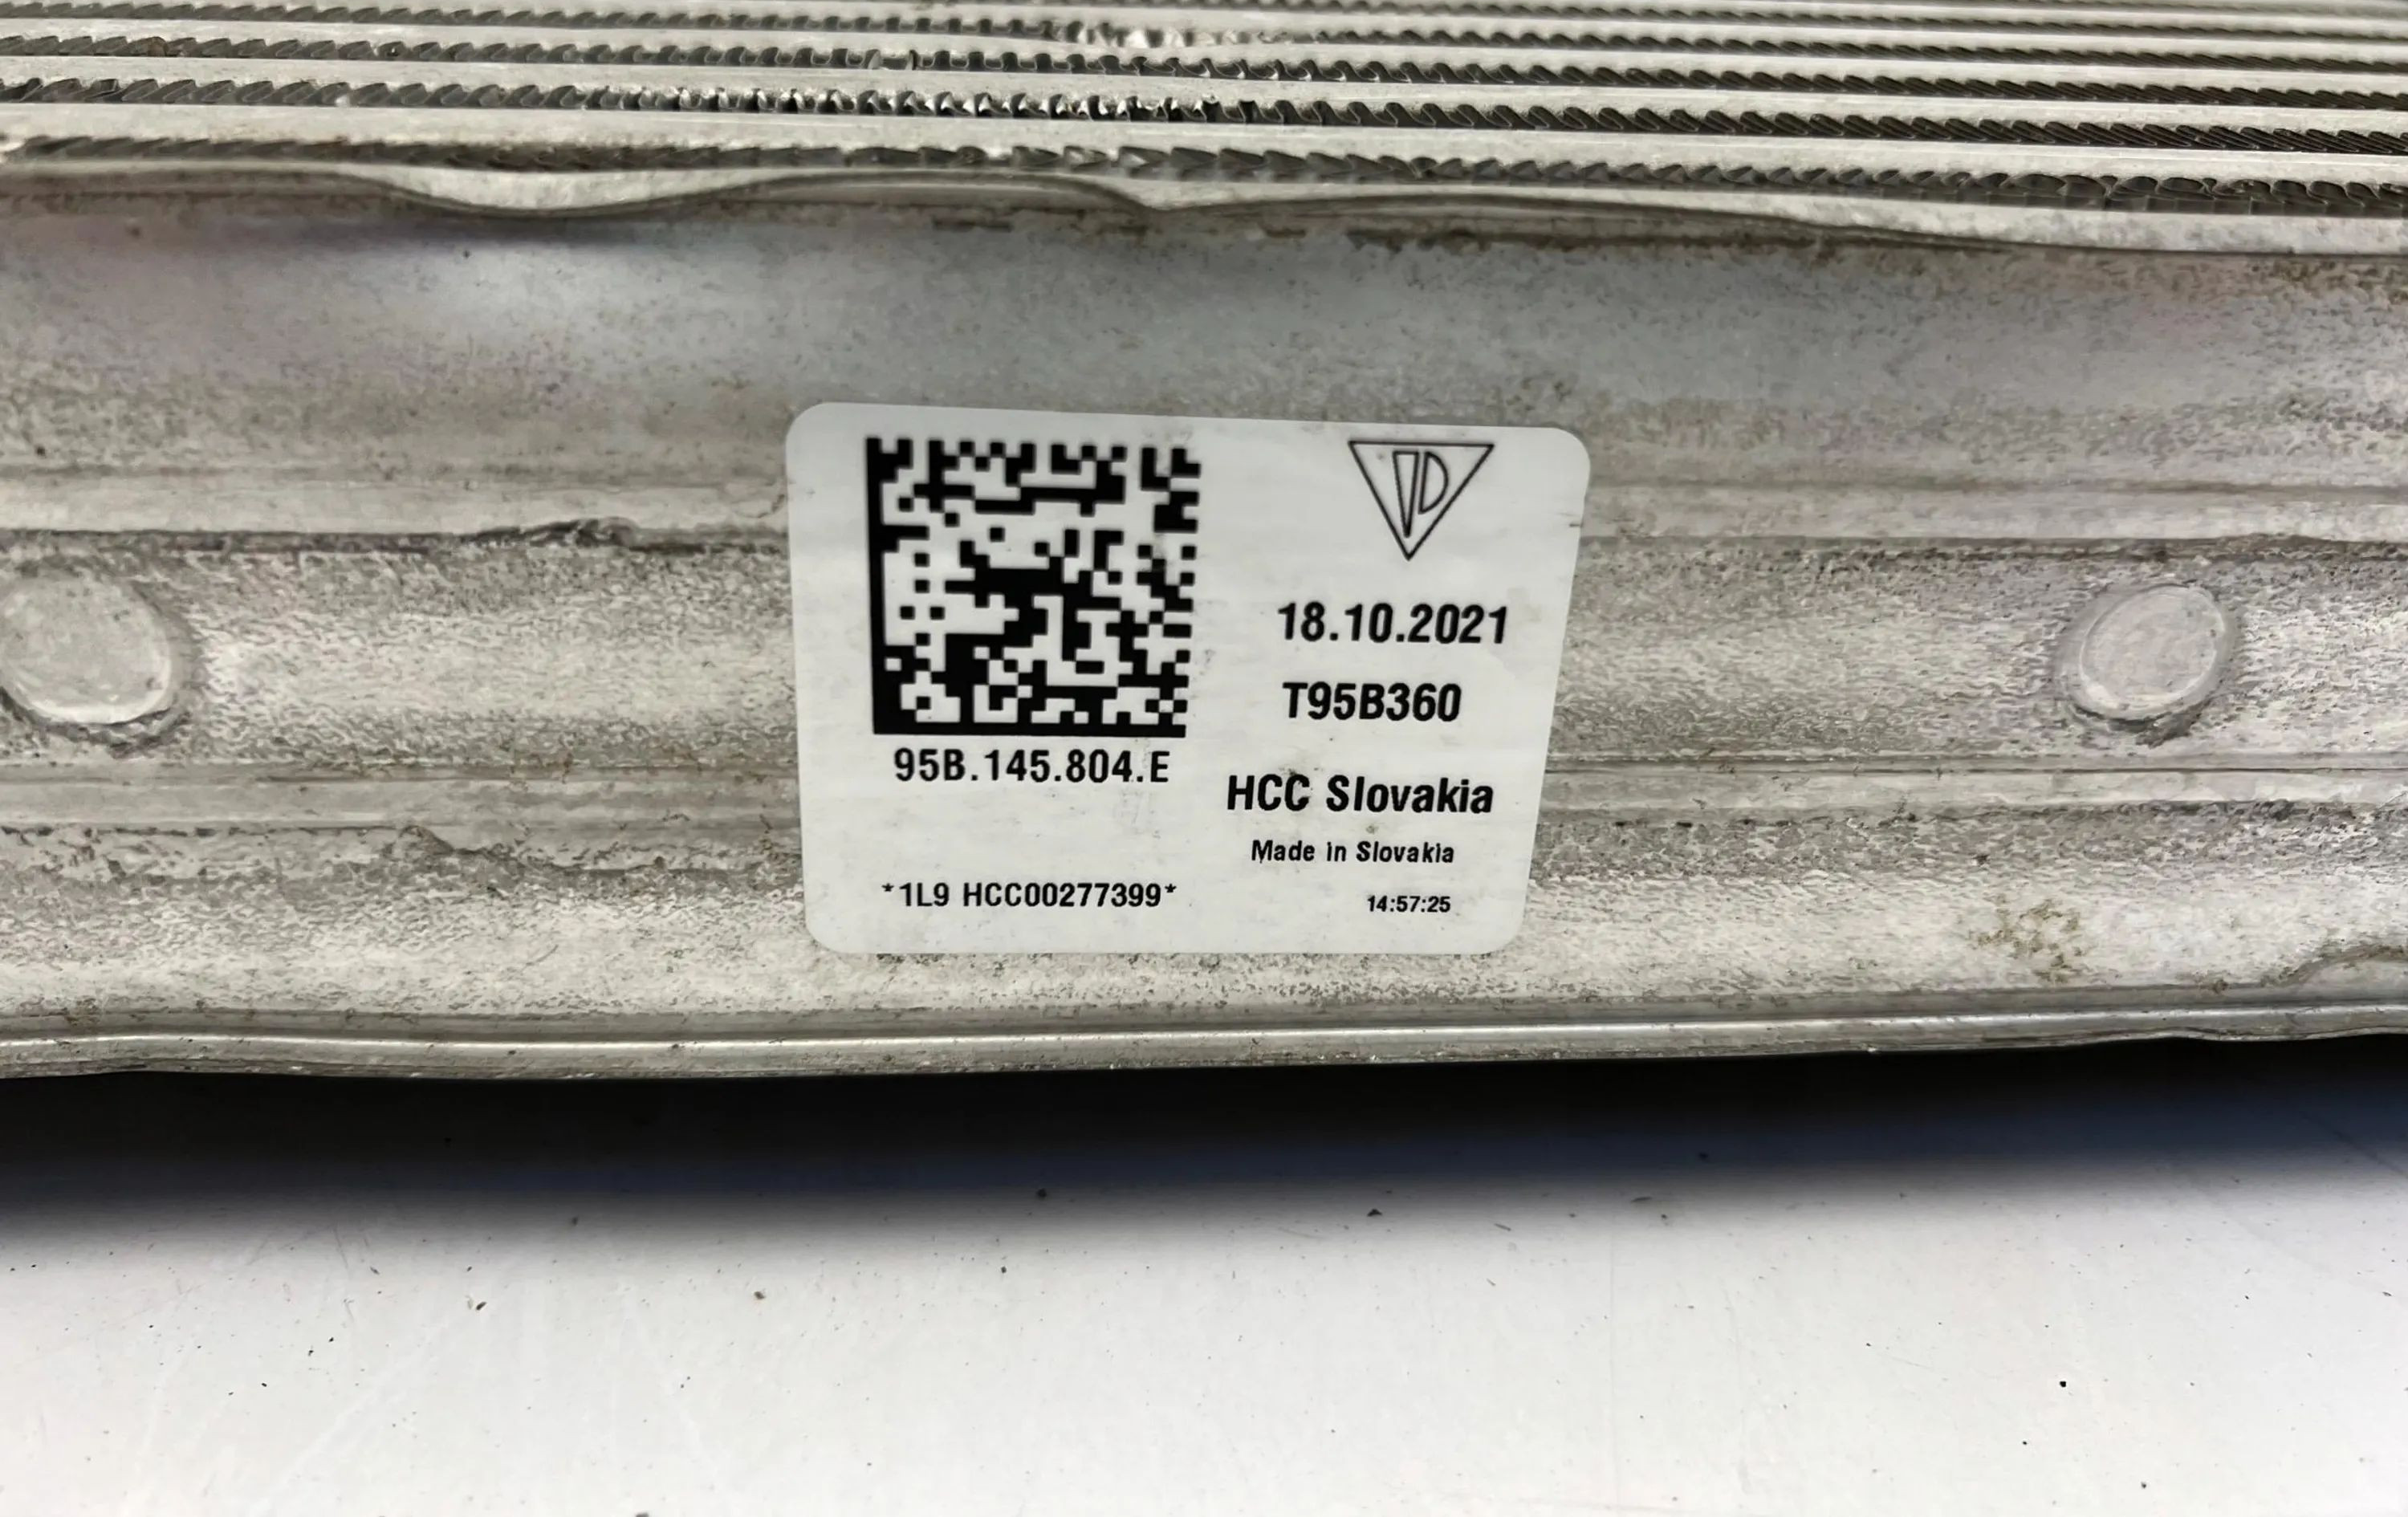 95B.145.804.E
*1L9 HCC00277399*
18.10.2021
T95B360
HCC Slovakia
Made in Slovakia
14:57:25